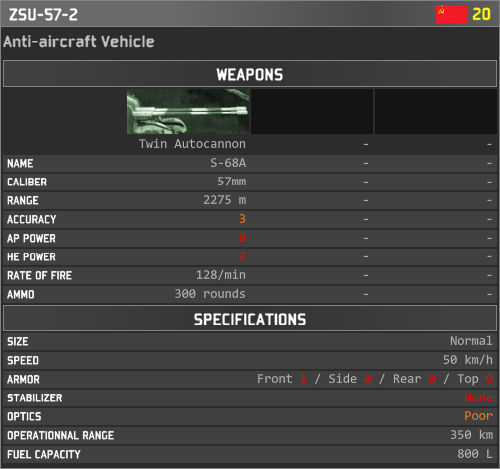 ZSU-57-2 20
Anti-aircraft Vehicle
WEAPONS
Twin Autocannon - -
NAME S-68A - -
CALIBER 57mm - -
RANGE 2275 m - -
ACCURACY 3 - -
AP POWER 0 - -
HE POWER 2 - -
RATE OF FIRE 128/min - -
AMMO 300 rounds - -
SPECIFICATIONS
SIZE Normal
SPEED 50 km/h
ARMOR Front 1 / Side 0 / Rear 0 / Top 0
STABILIZER None
OPTICS Poor
OPERATIONNAL RANGE 350 km
FUEL CAPACITY 800 L